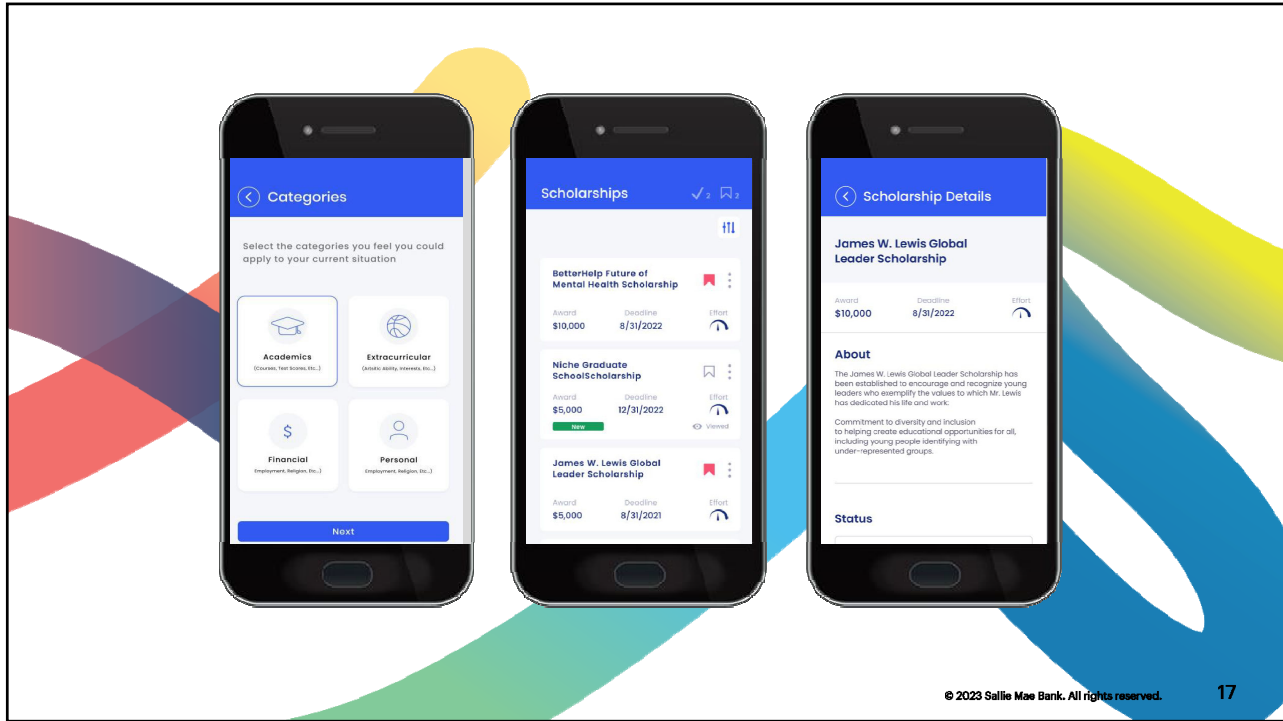 Categories
Select the categories you feel you could
apply to your current situation
Academics
(Courses, Test Scores, Etc...)
Extracurricular
(Artsitic Ability, Interests, Etc...)
$
Financial
(Employment, Religion, Etc...)
Personal
(Employment, Religion, Etc...)
Next
Scholarships
2
3
BetterHelp Future of
Mental Health Scholarship
Award Deadline Effort
$10,000 8/31/2022
Niche Graduate
SchoolScholarship
Award Deadline Effort
$5,000 12/31/2022
New Viewed
James W. Lewis Global
Leader Scholarship
Award Deadline Effort
$5,000 8/31/2021
Scholarship Details
James W. Lewis Global
Leader Scholarship
Award Deadline Effort
$10,000 8/31/2022
About
The James W. Lewis Global Leader Scholarship has
been established to encourage and recognize young
leaders who exemplify the values to which Mr. Lewis
has dedicated his life and work:
Commitment to diversity and inclusion
to helping create educational opportunities for all,
including young people identifying with
under-represented groups.
Status
© 2023 Sallie Mae Bank. All rights reserved. 17